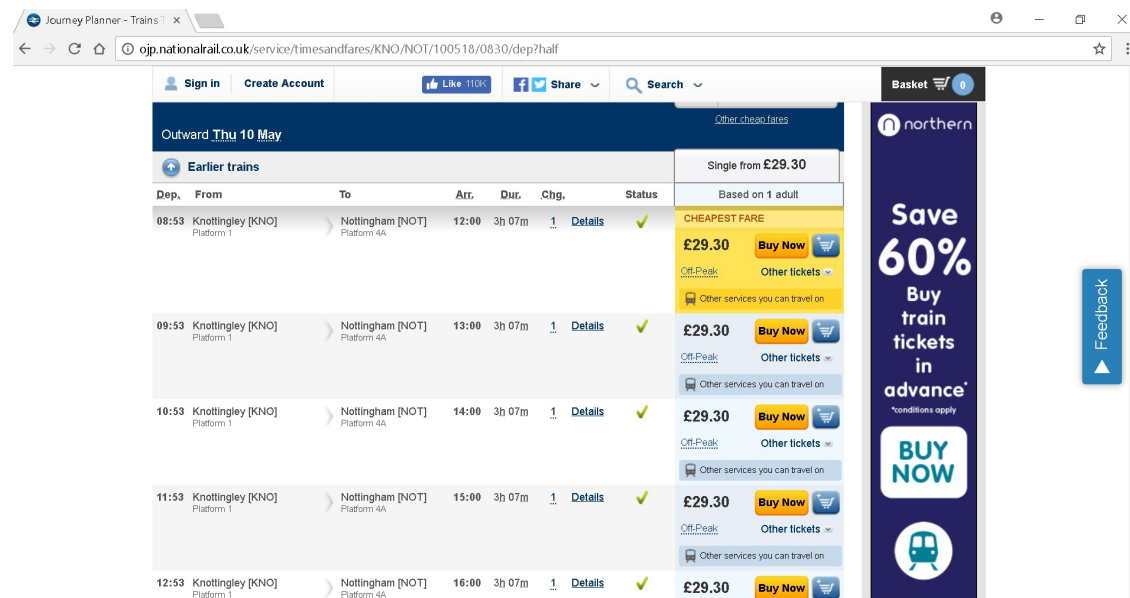 Journey Planner - Trains T
ojp.nationalrail.co.uk/service/timesandfares/KNO/NOT/100518/0830/dep?half
Sign in Create Account Like 110K Share Search Basket 0
Other cheap fares
Outward Thu 10 May
Earlier trains
Single from £29.30
Dep. From To Arr. Dur. Chg. Status Based on 1 adult
08:53 Knottingley [KNO] Nottingham [NOT] 12:00 3h 07m 1 Details
Platform 1 Platform 4A
CHEAPEST FARE
£29.30 Buy Now
Off-Peak Other tickets
Other services you can travel on
09:53 Knottingley [KNO] Nottingham [NOT] 13:00 3h 07m 1 Details £29.30 Buy Now
Platform 1 Platform 4A
Off-Peak Other tickets
Other services you can travel on
10:53 Knottingley [KNO] Nottingham [NOT] 14:00 3h 07m 1 Details £29.30 Buy Now
Platform 1 Platform 4A
Off-Peak Other tickets
Other services you can travel on
11:53 Knottingley [KNO] Nottingham [NOT] 15:00 3h 07m 1 Details £29.30 Buy Now
Platform 1 Platform 4A
Off-Peak Other tickets
Other services you can travel on
12:53 Knottingley [KNO] Nottingham [NOT] 16:00 3h 07m 1 Details £29.30 Buy Now
Platform 1 Platform 4A
northern
Save
60%
Buy
train
tickets
in
advance*
*conditions apply
BUY
NOW
Feedback